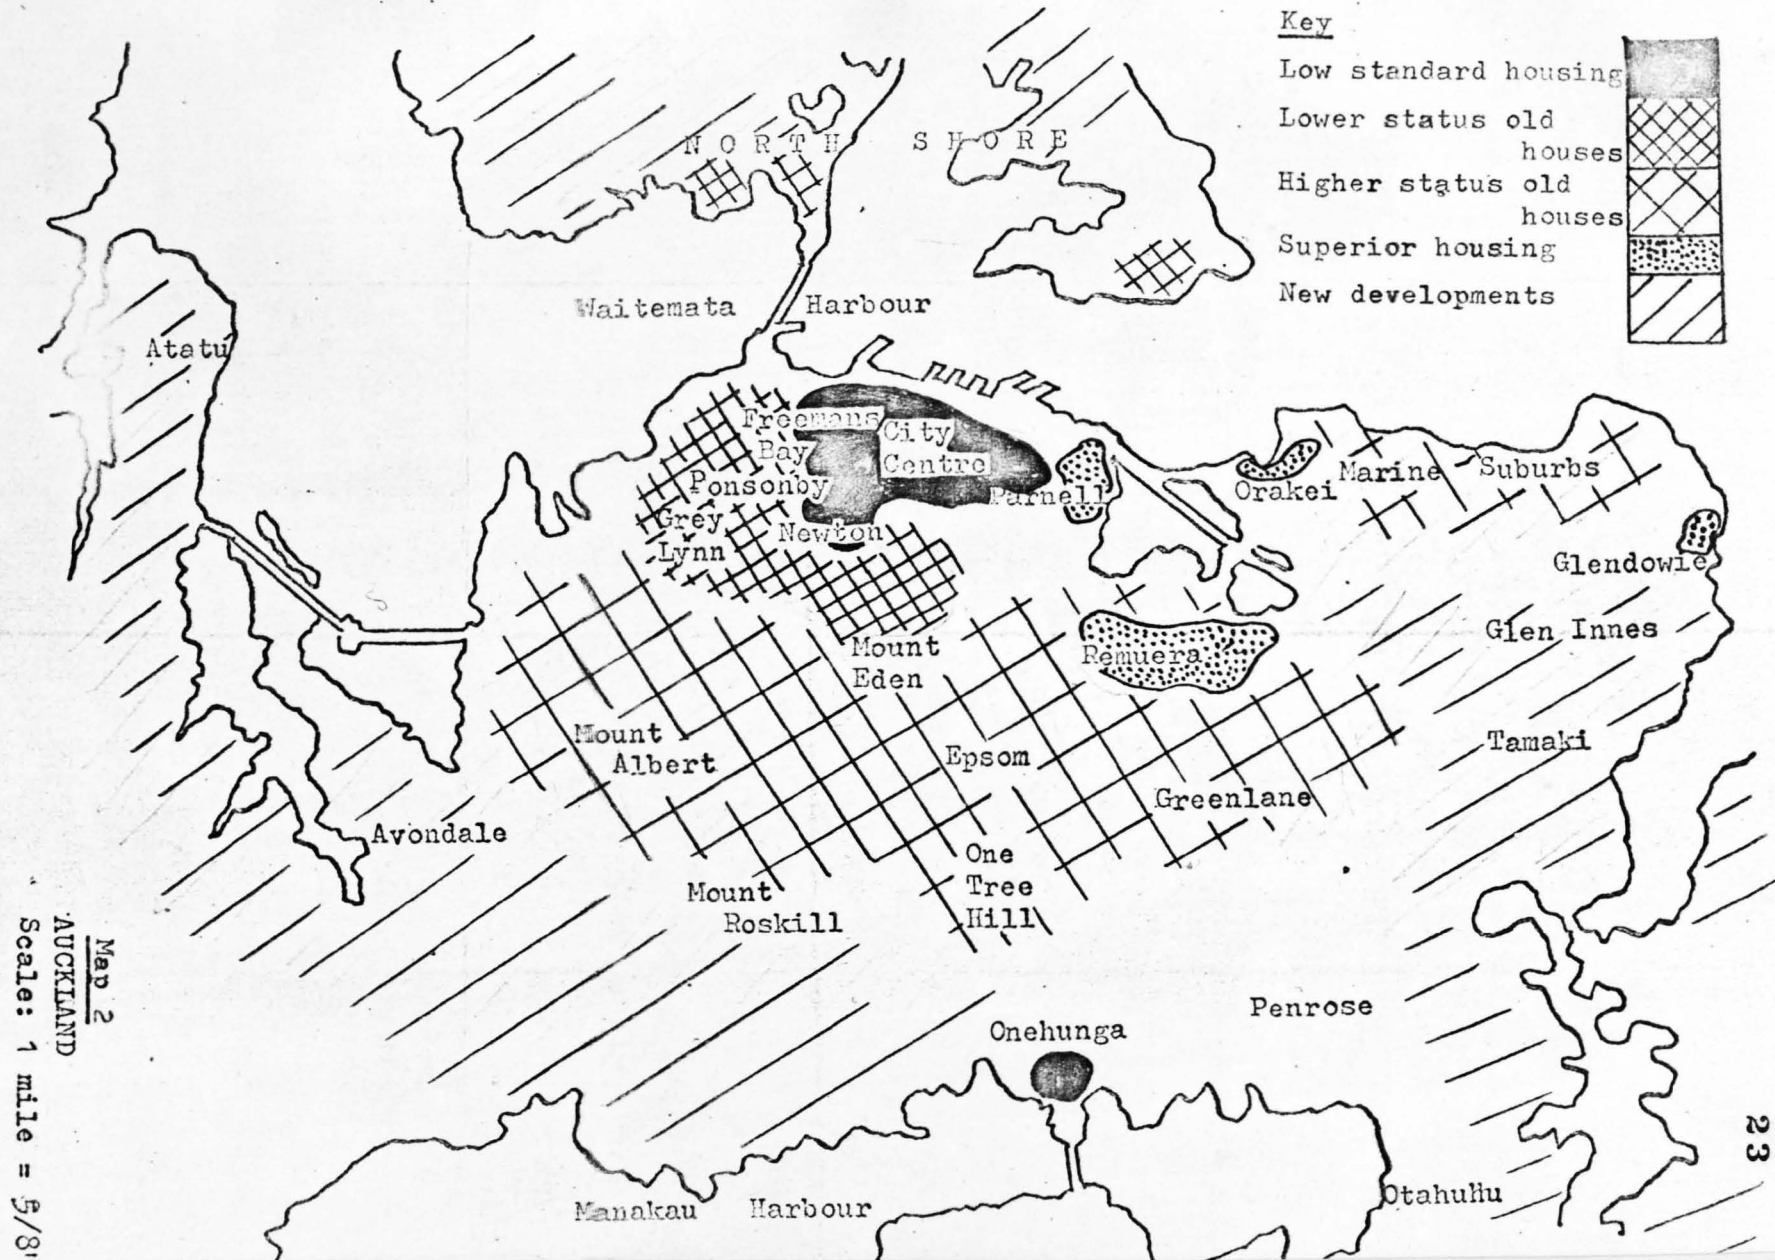 Key
Low standard housing
Lower status old
houses
Higher status old
houses
Superior housing
New developments
NORTH SHORE
Waitemata Harbour
Atatu
Freemans
Bay
City
Centre
Ponsonby
Parnell
Grey
Lynn
Newton
Orakei
Marine Suburbs
Glendowie
Glen Innes
Mount
Eden
Remuera
Mount
Albert
Epsom
Tamaki
Greenlane
Avondale
One
Tree
Hill
Mount
Roskill
Penrose
Onehunga
Manakau Harbour
Otahuhu
Map 2
AUCKLAND
Scale: 1 mile = 5/8"
23